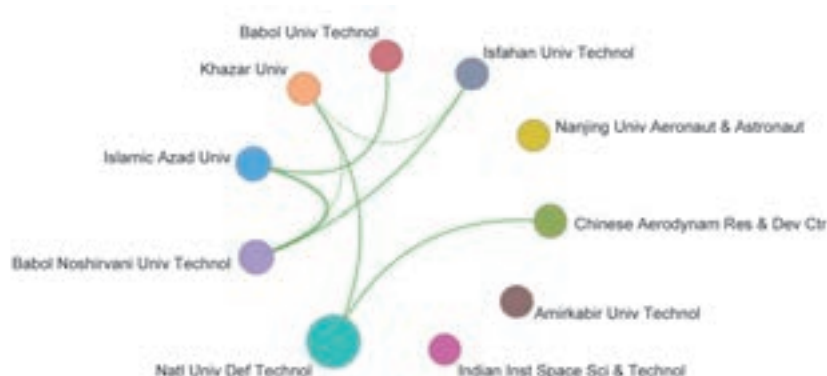 Babol Univ Technol
Isfahan Univ Technol
Khazar Univ
Nanjing Univ Aeronaut & Astronaut
Islamic Azad Univ
Chinese Aerodynam Res & Dev Ctr
Babol Noshirvani Univ Technol
Amirkabir Univ Technol
Natl Univ Def Technol
Indian Inst Space Sci & Technol